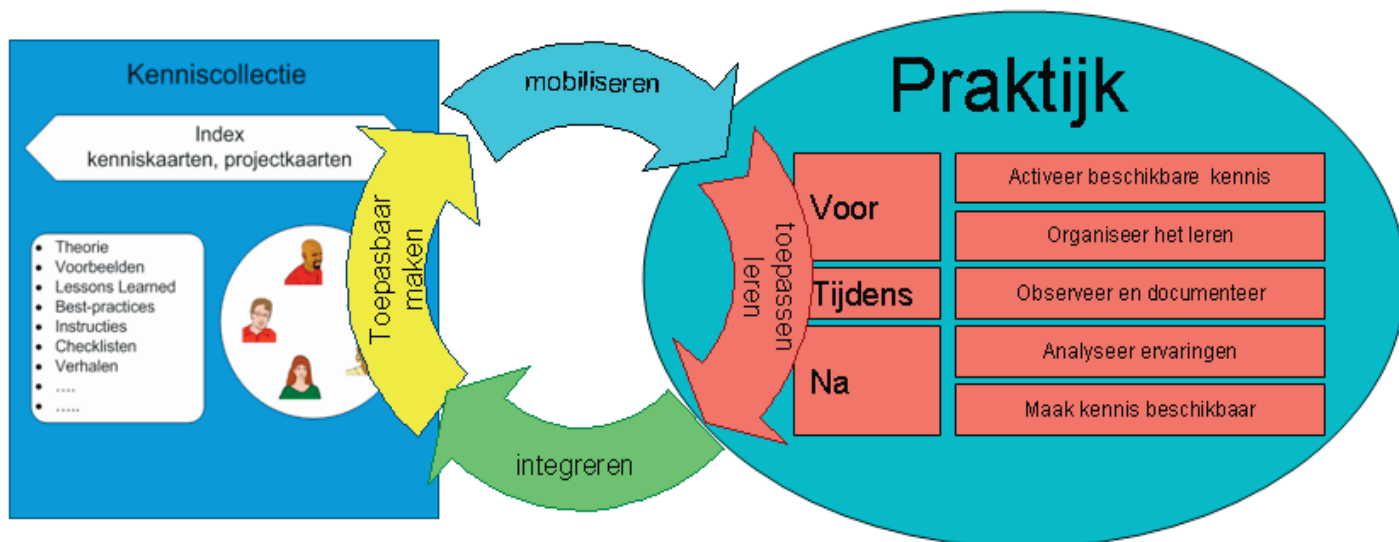 Kenniscollectie
Index
kenniskaarten, projectkaarten
Theorie
Voorbeelden
Lessons Learned
Best-practices
Instructies
Checklisten
Verhalen
....
.....
Toepasbaar
maken
mobiliseren
integreren
toepassen
leren
Praktijk
Voor
Activeer beschikbare kennis
Organiseer het leren
Tijdens
Observeer en documenteer
Na
Analyseer ervaringen
Maak kennis beschikbaar